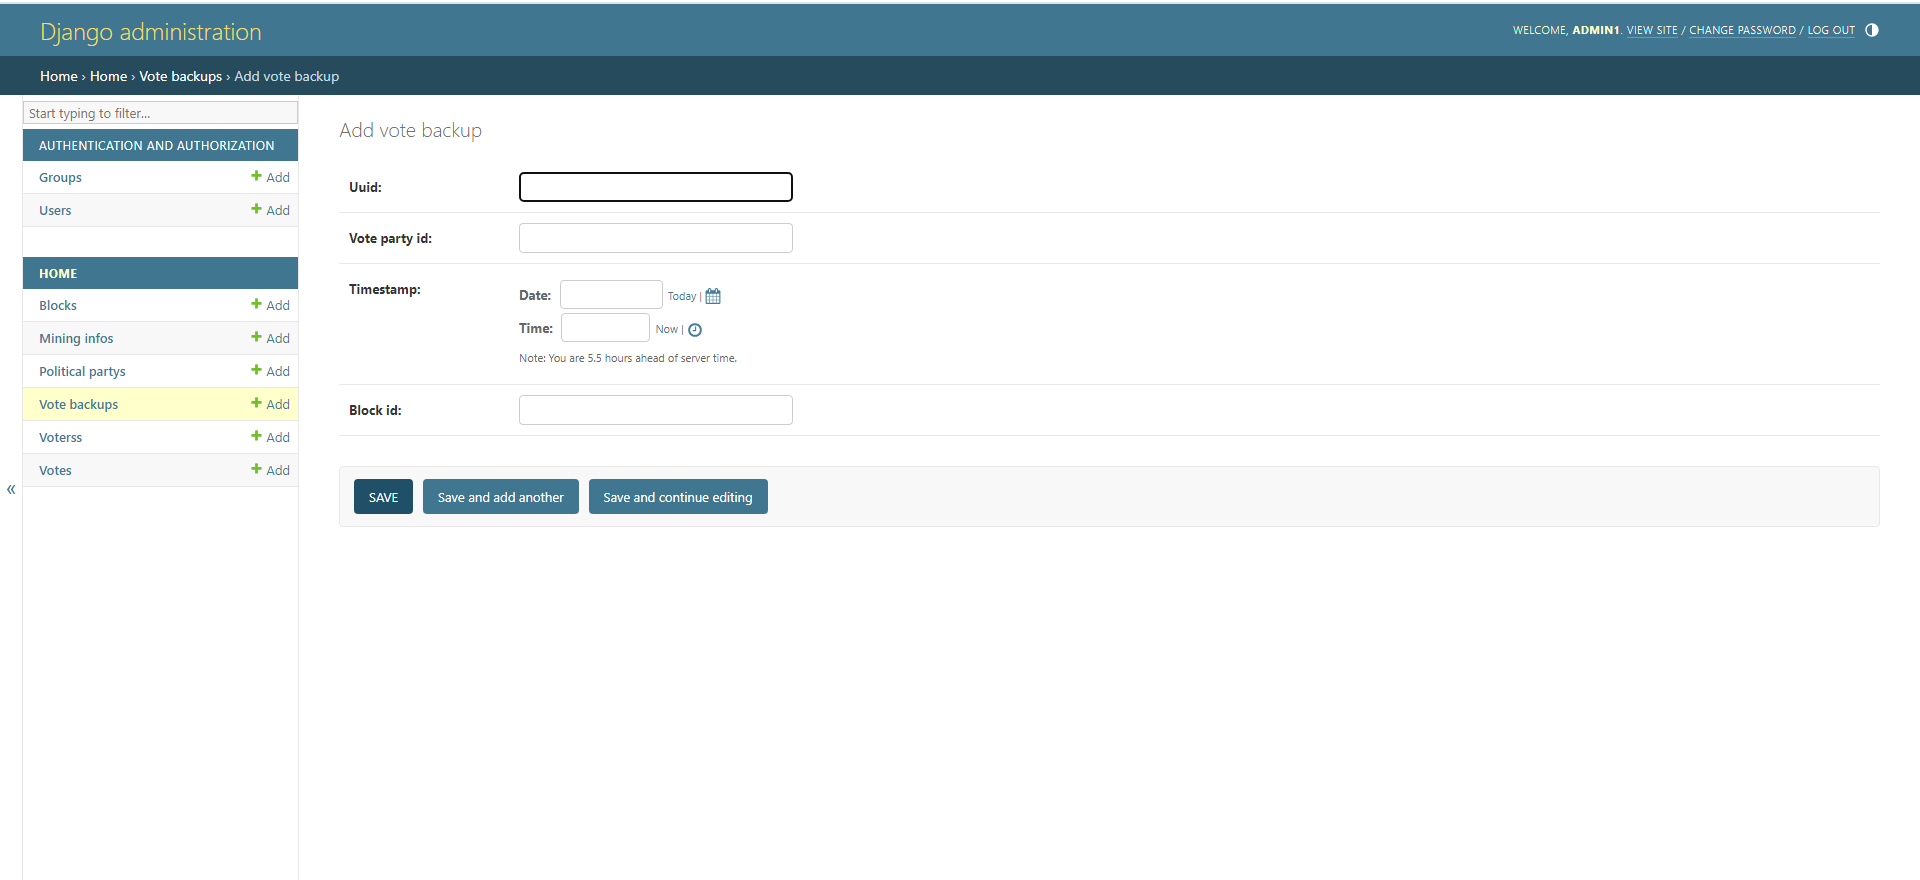 Django administration
WELCOME, ADMIN1. VIEW SITE / CHANGE PASSWORD / LOG OUT
Home › Home › Vote backups › Add vote backup
Start typing to filter...
AUTHENTICATION AND AUTHORIZATION
Groups + Add
Users + Add
HOME
Blocks + Add
Mining infos + Add
Political partys + Add
Vote backups + Add
Voterss + Add
Votes + Add
«
Add vote backup
Uuid:
Vote party id:
Timestamp:
Date: Today |
Time: Now |
Note: You are 5.5 hours ahead of server time.
Block id:
SAVE Save and add another Save and continue editing